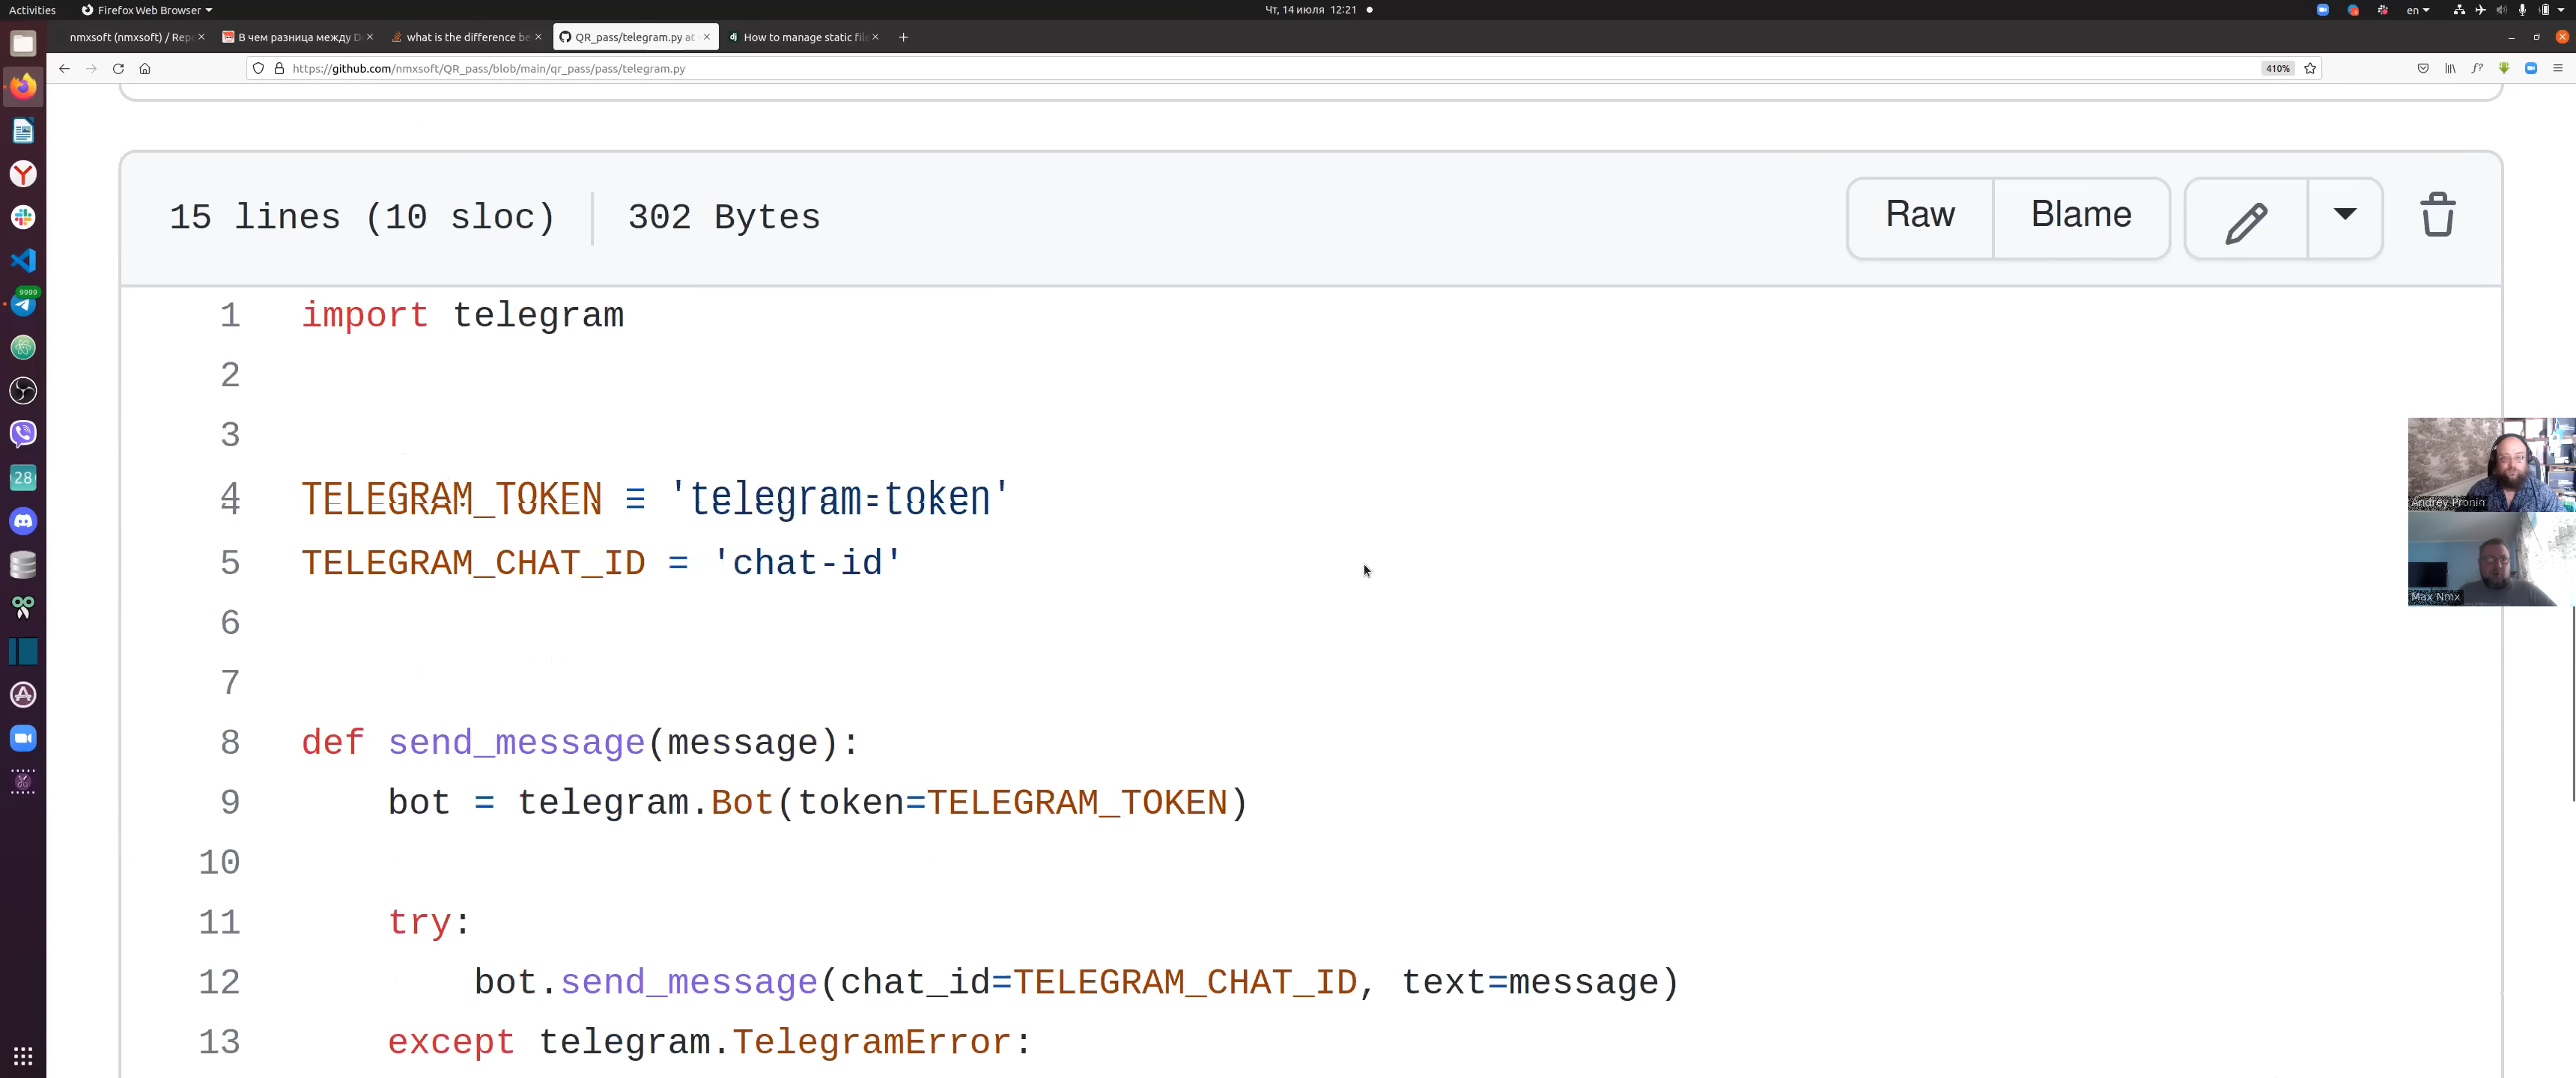 Activities Firefox Web Browser Чт, 14 июля 12:21 en
nmxsoft (nmxsoft) / Rep В чем разница между D what is the difference be QR_pass/telegram.py at How to manage static file
https://github.com/nmxsoft/QR_pass/blob/main/qr_pass/pass/telegram.py 410%
15 lines (10 sloc) 302 Bytes Raw Blame
1 import telegram
2
3
4 TELEGRAM_TOKEN = 'telegram-token'
5 TELEGRAM_CHAT_ID = 'chat-id'
6
7
8 def send_message(message):
9 bot = telegram.Bot(token=TELEGRAM_TOKEN)
10
11 try:
12 bot.send_message(chat_id=TELEGRAM_CHAT_ID, text=message)
13 except telegram.TelegramError:
9999
28
Andrey Pronin
Max Nmx